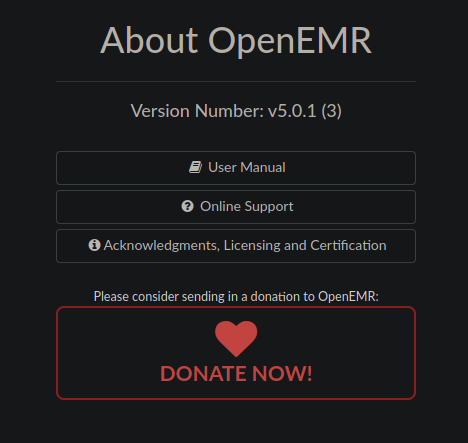 About OpenEMR
Version Number: v5.0.1 (3)
User Manual
Online Support
Acknowledgments, Licensing and Certification
Please consider sending in a donation to OpenEMR:
DONATE NOW!